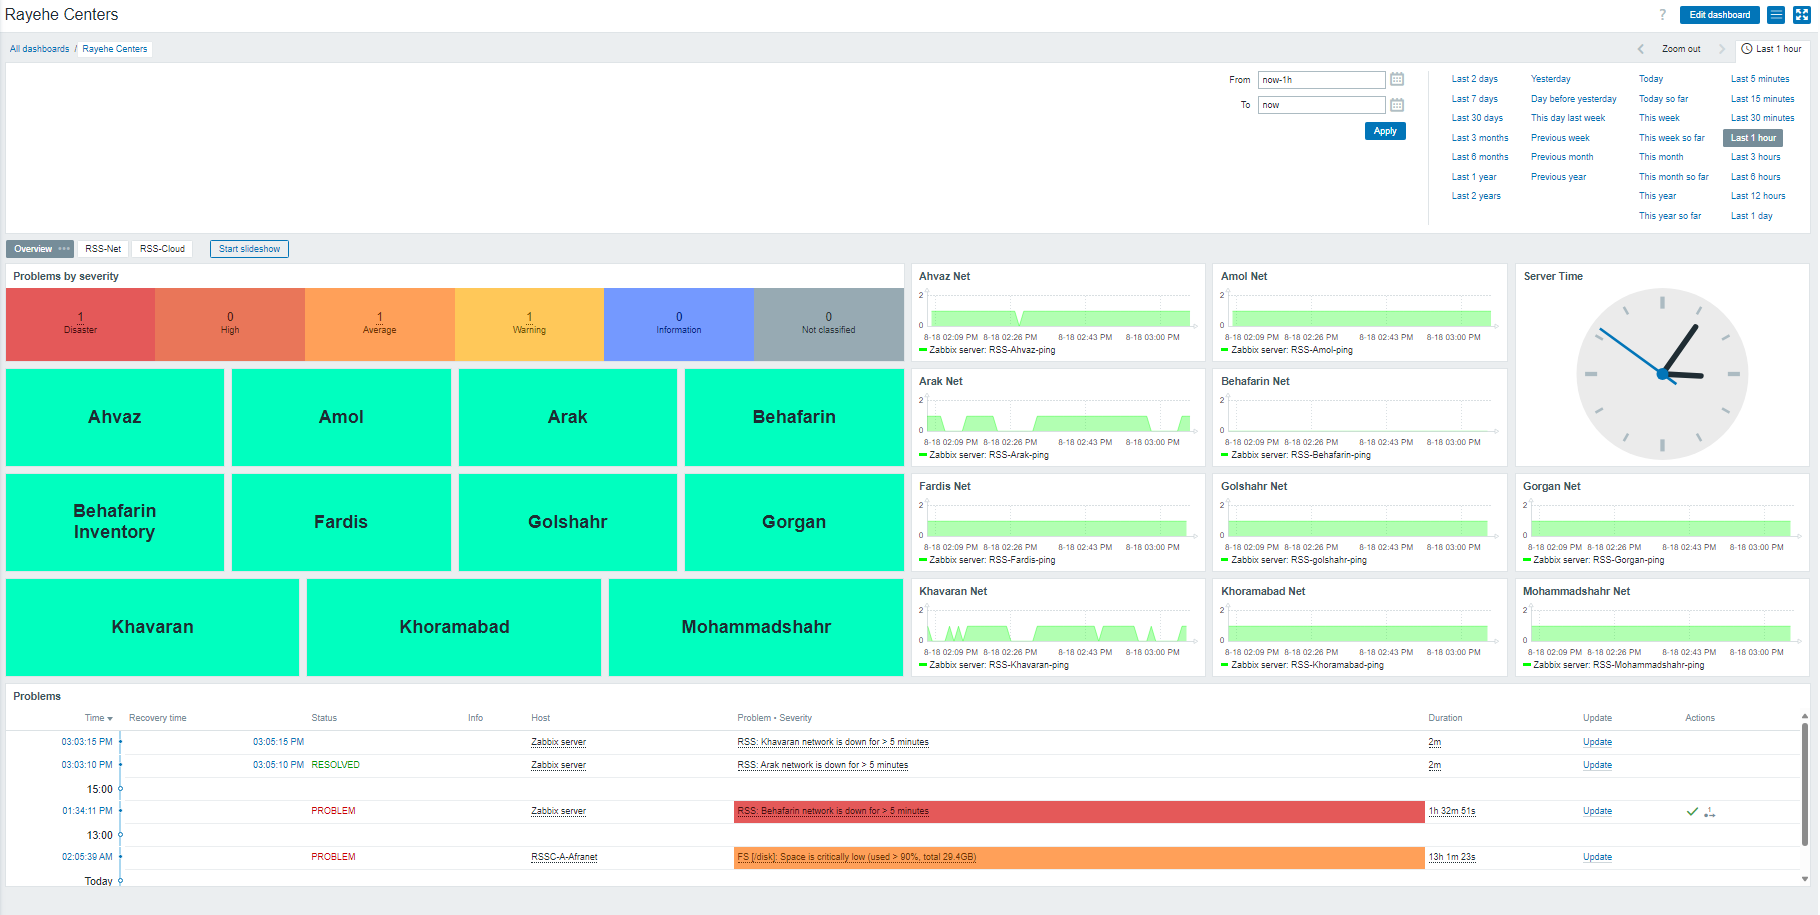 Rayehe Centers
? Edit dashboard
All dashboards / Rayehe Centers
Zoom out Last 1 hour
From now-1h
To now
Apply
Last 2 days Yesterday Today Last 5 minutes
Last 7 days Day before yesterday Today so far Last 15 minutes
Last 30 days This day last week This week Last 30 minutes
Last 3 months Previous week This week so far Last 1 hour
Last 6 months Previous month This month Last 3 hours
Last 1 year Previous year This month so far Last 6 hours
Last 2 years This year Last 12 hours
This year so far Last 1 day
Overview ••• RSS-Net RSS-Cloud Start slideshow
Problems by severity
1 0 1 1 0 0
Disaster High Average Warning Information Not classified
Ahvaz Amol Arak Behafarin
Behafarin
Inventory
Fardis Golshahr Gorgan
Khavaran Khoramabad Mohammadshahr
Ahvaz Net
2
0
8-18 02:09 PM 8-18 02:26 PM 8-18 02:43 PM 8-18 03:00 PM
Zabbix server: RSS-Ahvaz-ping
Amol Net
2
0
8-18 02:09 PM 8-18 02:26 PM 8-18 02:43 PM 8-18 03:00 PM
Zabbix server: RSS-Amol-ping
Server Time
Arak Net
2
0
8-18 02:09 PM 8-18 02:26 PM 8-18 02:43 PM 8-18 03:00 PM
Zabbix server: RSS-Arak-ping
Behafarin Net
2
0
8-18 02:09 PM 8-18 02:26 PM 8-18 02:43 PM 8-18 03:00 PM
Zabbix server: RSS-Behafarin-ping
Fardis Net
2
0
8-18 02:09 PM 8-18 02:26 PM 8-18 02:43 PM 8-18 03:00 PM
Zabbix server: RSS-Fardis-ping
Golshahr Net
2
0
8-18 02:09 PM 8-18 02:26 PM 8-18 02:43 PM 8-18 03:00 PM
Zabbix server: RSS-golshahr-ping
Gorgan Net
2
0
8-18 02:09 PM 8-18 02:26 PM 8-18 02:43 PM 8-18 03:00 PM
Zabbix server: RSS-Gorgan-ping
Khavaran Net
2
0
8-18 02:09 PM 8-18 02:26 PM 8-18 02:43 PM 8-18 03:00 PM
Zabbix server: RSS-Khavaran-ping
Khoramabad Net
2
0
8-18 02:09 PM 8-18 02:26 PM 8-18 02:43 PM 8-18 03:00 PM
Zabbix server: RSS-Khoramabad-ping
Mohammadshahr Net
2
0
8-18 02:09 PM 8-18 02:26 PM 8-18 02:43 PM 8-18 03:00 PM
Zabbix server: RSS-Mohammadshahr-ping
Problems
Time Recovery time Status Info Host Problem • Severity Duration Update Actions
03:03:15 PM 03:05:15 PM Zabbix server RSS: Khavaran network is down for > 5 minutes 2m Update
03:03:10 PM 03:05:10 PM RESOLVED Zabbix server RSS: Arak network is down for > 5 minutes 2m Update
15:00
01:34:11 PM PROBLEM Zabbix server RSS: Behafarin network is down for > 5 minutes 1h 32m 51s Update 1
13:00
02:05:39 AM PROBLEM RSSC-A-Afranet FS [/disk]: Space is critically low (used > 90%, total 29.4GB) 13h 1m 23s Update
Today